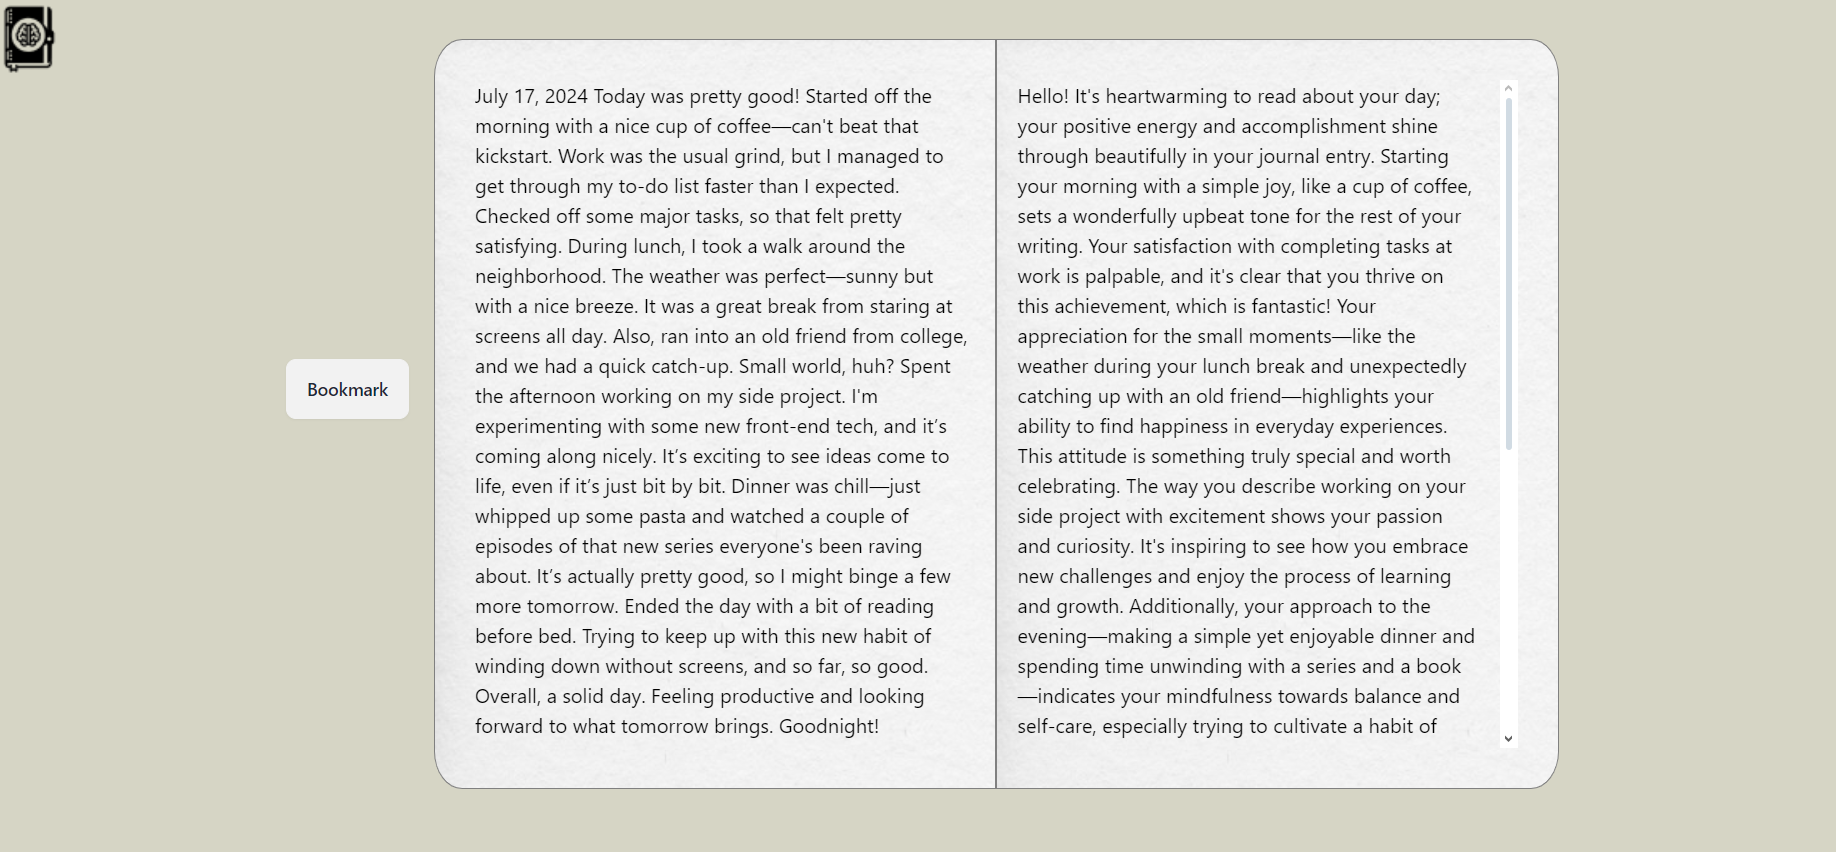 Bookmark
July 17, 2024 Today was pretty good! Started off the
morning with a nice cup of coffee—can't beat that
kickstart. Work was the usual grind, but I managed to
get through my to-do list faster than I expected.
Checked off some major tasks, so that felt pretty
satisfying. During lunch, I took a walk around the
neighborhood. The weather was perfect—sunny but
with a nice breeze. It was a great break from staring at
screens all day. Also, ran into an old friend from college,
and we had a quick catch-up. Small world, huh? Spent
the afternoon working on my side project. I'm
experimenting with some new front-end tech, and it’s
coming along nicely. It’s exciting to see ideas come to
life, even if it’s just bit by bit. Dinner was chill—just
whipped up some pasta and watched a couple of
episodes of that new series everyone's been raving
about. It’s actually pretty good, so I might binge a few
more tomorrow. Ended the day with a bit of reading
before bed. Trying to keep up with this new habit of
winding down without screens, and so far, so good.
Overall, a solid day. Feeling productive and looking
forward to what tomorrow brings. Goodnight!
Hello! It's heartwarming to read about your day;
your positive energy and accomplishment shine
through beautifully in your journal entry. Starting
your morning with a simple joy, like a cup of coffee,
sets a wonderfully upbeat tone for the rest of your
writing. Your satisfaction with completing tasks at
work is palpable, and it's clear that you thrive on
this achievement, which is fantastic! Your
appreciation for the small moments—like the
weather during your lunch break and unexpectedly
catching up with an old friend—highlights your
ability to find happiness in everyday experiences.
This attitude is something truly special and worth
celebrating. The way you describe working on your
side project with excitement shows your passion
and curiosity. It's inspiring to see how you embrace
new challenges and enjoy the process of learning
and growth. Additionally, your approach to the
evening—making a simple yet enjoyable dinner and
spending time unwinding with a series and a book
—indicates your mindfulness towards balance and
self-care, especially trying to cultivate a habit of